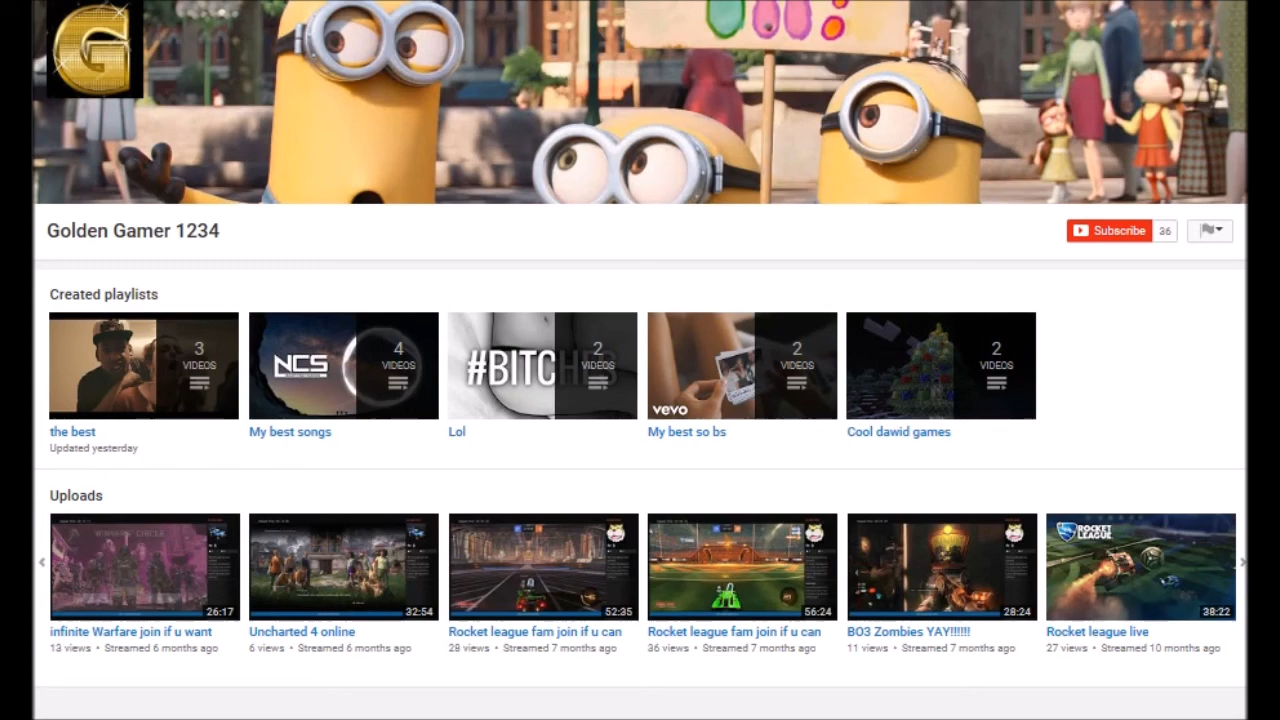 G
Golden Gamer 1234
Subscribe 36
Created playlists
3 VIDEOS
NCS
4 VIDEOS
#BITCHES
2 VIDEOS
vevo
2 VIDEOS
2 VIDEOS
the best
My best songs
Lol
My best so bs
Cool dawid games
Updated yesterday
Uploads
WINNERS CIRCLE
ROCKET LEAGUE
26:17
32:54
52:35
56:24
28:24
38:22
infinite Warfare join if u want
Uncharted 4 online
Rocket league fam join if u can
Rocket league fam join if u can
BO3 Zombies YAY!!!!!!
Rocket league live
13 views • Streamed 6 months ago
6 views • Streamed 6 months ago
28 views • Streamed 7 months ago
36 views • Streamed 7 months ago
11 views • Streamed 7 months ago
27 views • Streamed 10 months ago